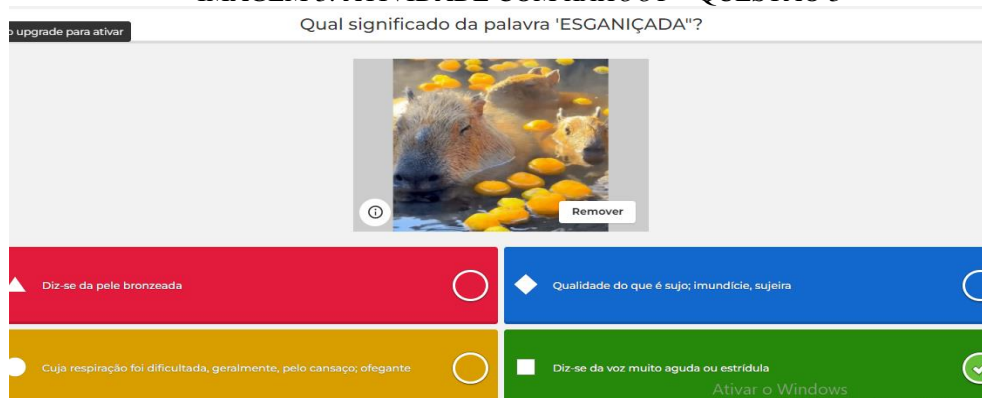 Qual significado da palavra 'ESGANIÇADA"?
upgrade para ativar
Remover
Diz-se da pele bronzeada
Qualidade do que é sujo; imundície, sujeira
Cuja respiração foi dificultada, geralmente, pelo cansaço; ofegante
Diz-se da voz muito aguda ou estrídula
Ativar o Windows